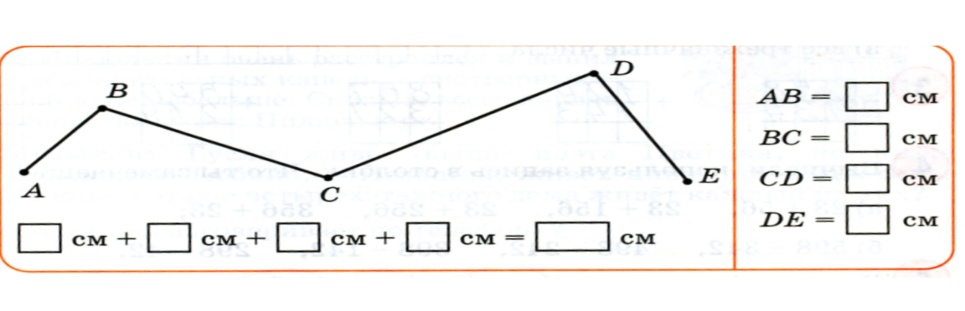 B
D
A
C
E
□ см + □ см + □ см + □ см = □ см
AB = □ см
BC = □ см
CD = □ см
DE = □ см